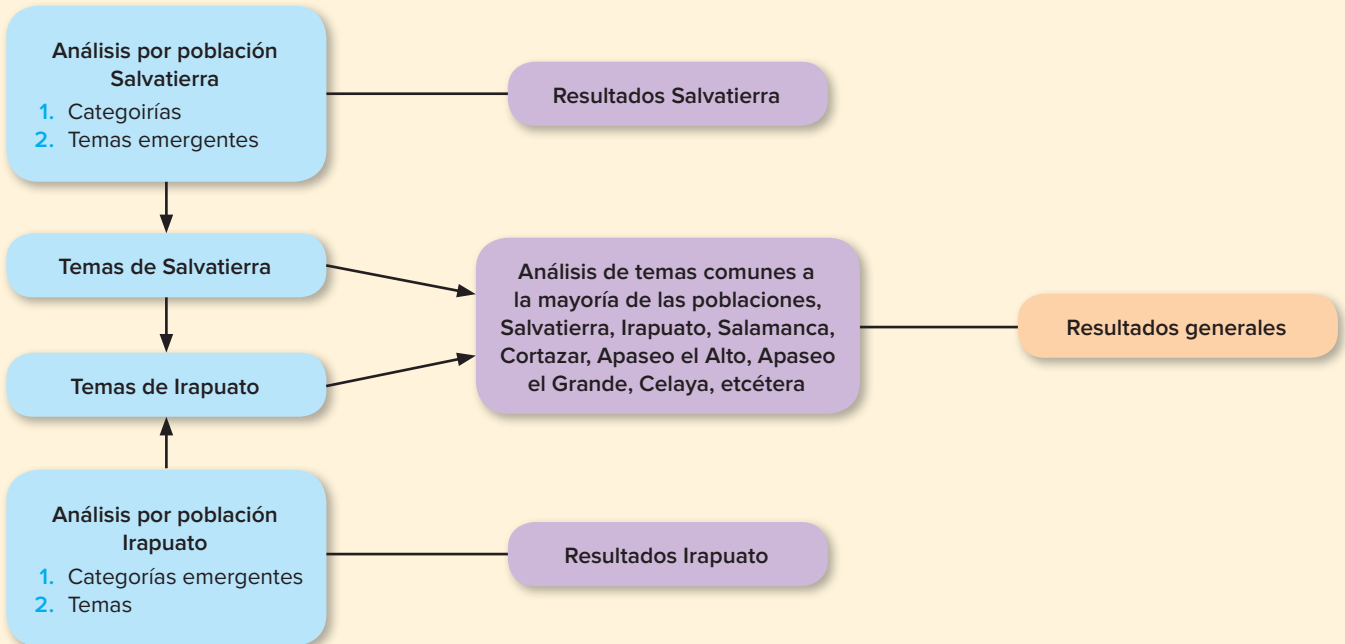 Análisis por población
Salvatierra
1. Categoirías
2. Temas emergentes
Resultados Salvatierra
Temas de Salvatierra
Temas de Irapuato
Análisis de temas comunes a
la mayoría de las poblaciones,
Salvatierra, Irapuato, Salamanca,
Cortazar, Apaseo el Alto, Apaseo
el Grande, Celaya, etcétera
Resultados generales
Análisis por población
Irapuato
1. Categorías emergentes
2. Temas
Resultados Irapuato